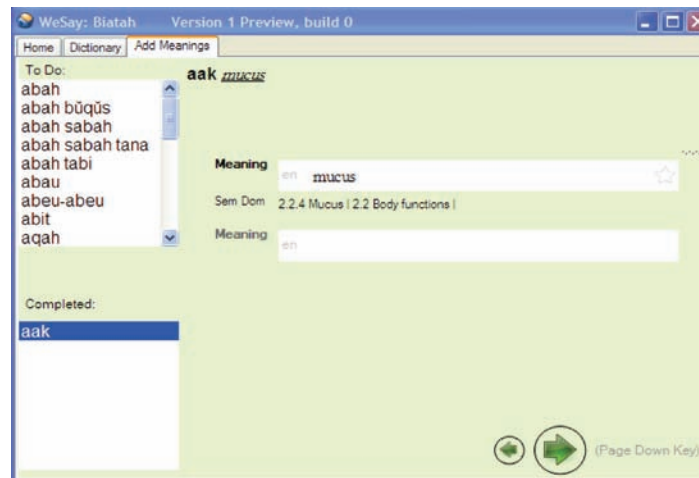 WeSay: Biatah Version 1 Preview, build 0
Home Dictionary Add Meanings
To Do:
abah
abah bŭqŭs
abah sabah
abah sabah tana
abah tabi
abau
abeu-abeu
abit
aqah
Completed:
aak
aak mucus
Meaning en mucus
Sem Dom 2.2.4 Mucus | 2.2 Body functions |
Meaning en
(Page Down Key)